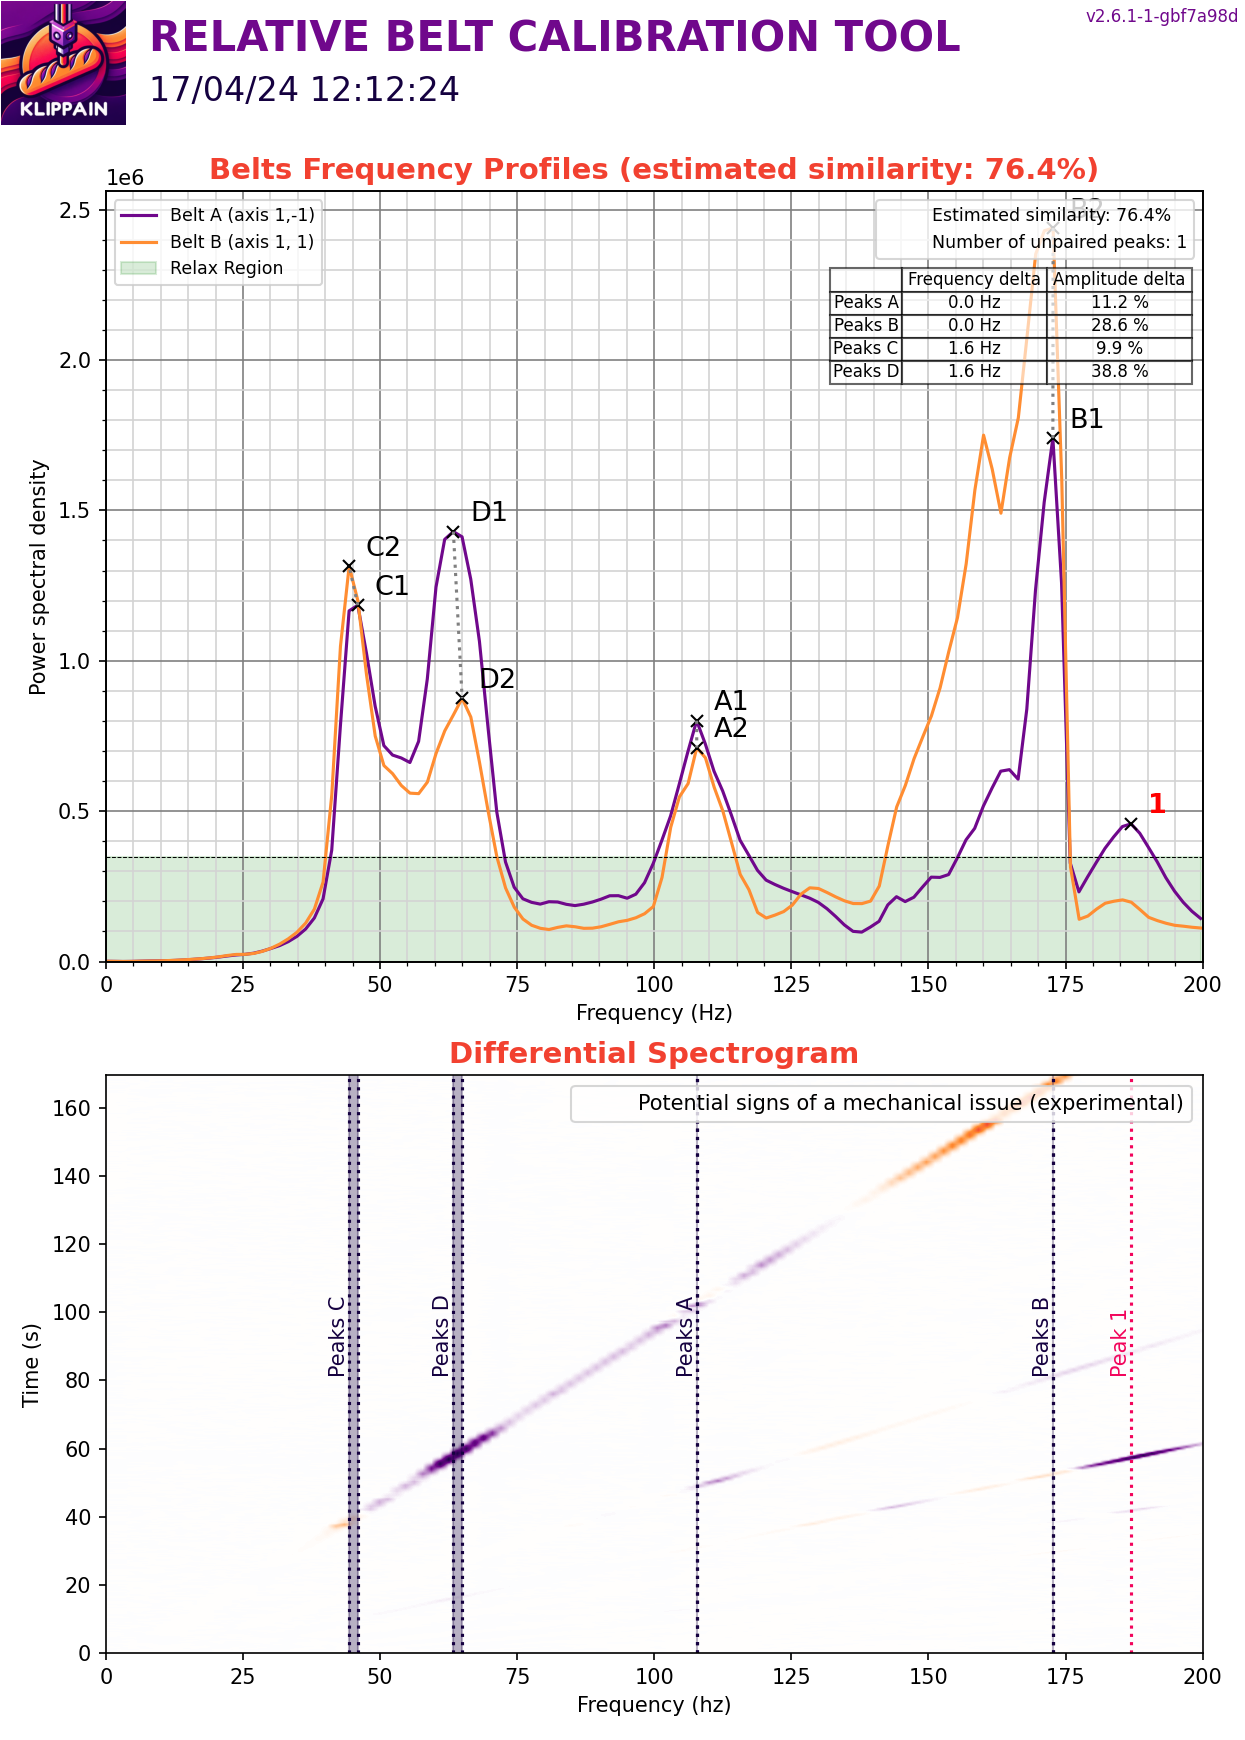 RELATIVE BELT CALIBRATION TOOL
v2.6.1-1-gbf7a98d
17/04/24 12:12:24
KLIPPAIN
Belts Frequency Profiles (estimated similarity: 76.4%)
1e6
Belt A (axis 1,-1)
Belt B (axis 1, 1)
Relax Region
Estimated similarity: 76.4%
Number of unpaired peaks: 1
Frequency delta Amplitude delta
Peaks A 0.0 Hz 11.2 %
Peaks B 0.0 Hz 28.6 %
Peaks C 1.6 Hz 9.9 %
Peaks D 1.6 Hz 38.8 %
B2
B1
D1
C2
C1
D2
A1
A2
1
2.5
2.0
1.5
1.0
0.5
0.0
Power spectral density
0 25 50 75 100 125 150 175 200
Frequency (Hz)
Differential Spectrogram
Potential signs of a mechanical issue (experimental)
160
140
120
100
80
60
40
20
0
Time (s)
Peaks C
Peaks D
Peaks A
Peaks B
Peak 1
0 25 50 75 100 125 150 175 200
Frequency (hz)